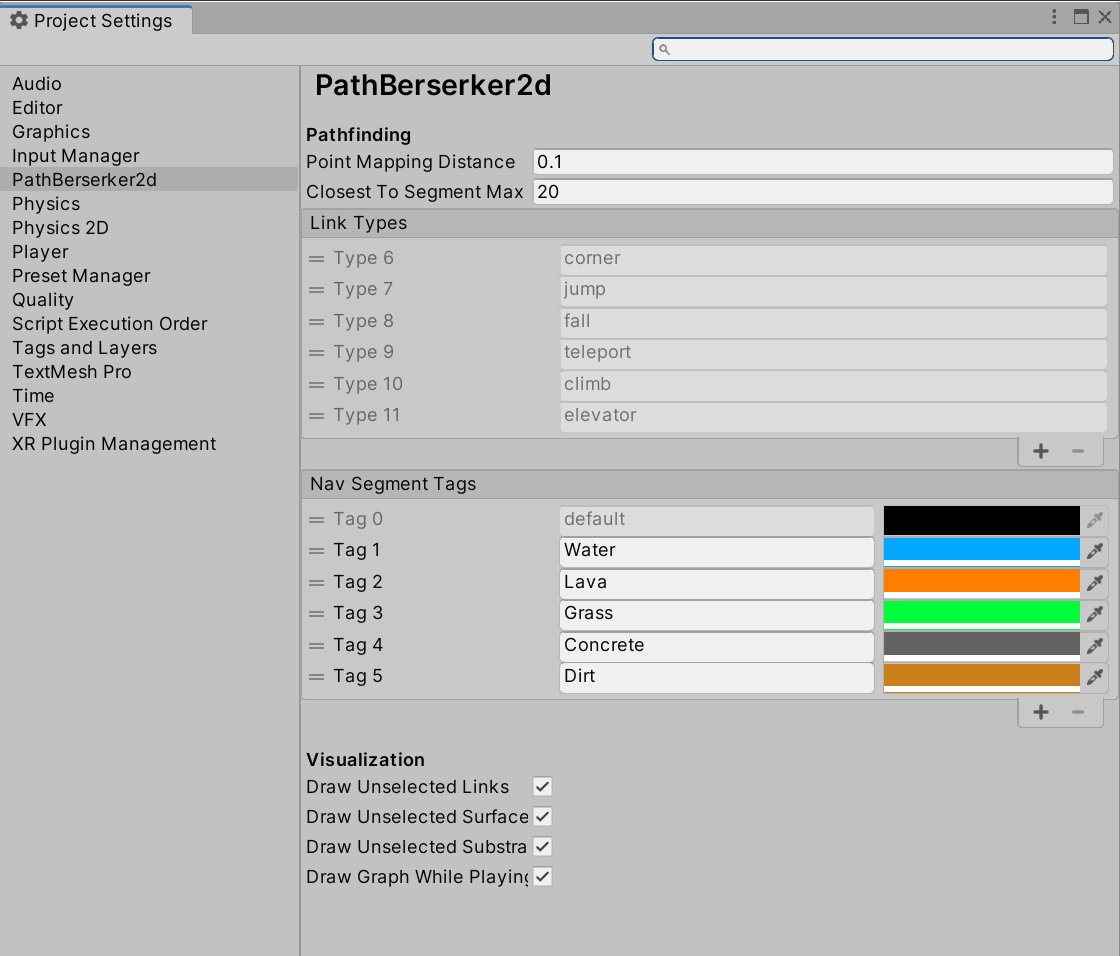 Project Settings
Audio
Editor
Graphics
Input Manager
PathBerserker2d
Physics
Physics 2D
Player
Preset Manager
Quality
Script Execution Order
Tags and Layers
TextMesh Pro
Time
VFX
XR Plugin Management
PathBerserker2d
Pathfinding
Point Mapping Distance 0.1
Closest To Segment Max 20
Link Types
Type 6 corner
Type 7 jump
Type 8 fall
Type 9 teleport
Type 10 climb
Type 11 elevator
Nav Segment Tags
Tag 0 default
Tag 1 Water
Tag 2 Lava
Tag 3 Grass
Tag 4 Concrete
Tag 5 Dirt
Visualization
Draw Unselected Links
Draw Unselected Surface
Draw Unselected Substra
Draw Graph While Playing